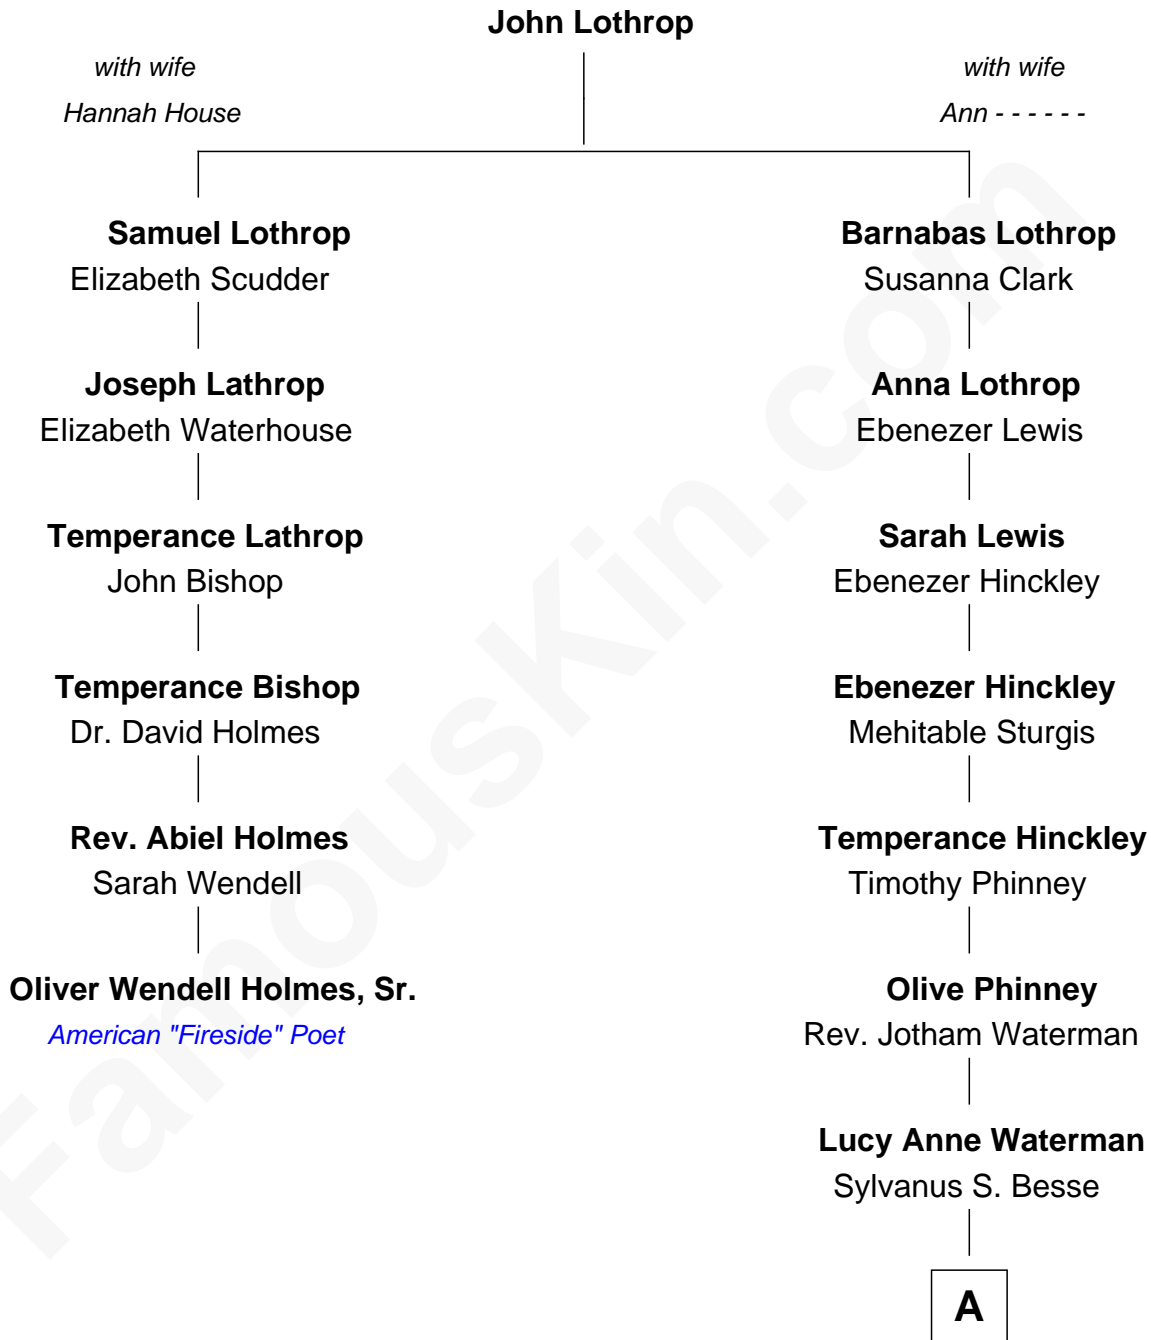 John Lothrop
with wife
Hannah House
with wife
Ann - - - - - -
Samuel Lothrop
Elizabeth Scudder
Barnabas Lothrop
Susanna Clark
Joseph Lathrop
Elizabeth Waterhouse
Anna Lothrop
Ebenezer Lewis
Temperance Lathrop
John Bishop
Sarah Lewis
Ebenezer Hinckley
Temperance Bishop
Dr. David Holmes
Ebenezer Hinckley
Mehitable Sturgis
Rev. Abiel Holmes
Sarah Wendell
Temperance Hinckley
Timothy Phinney
Oliver Wendell Holmes, Sr.
American "Fireside" Poet
Olive Phinney
Rev. Jotham Waterman
Lucy Anne Waterman
Sylvanus S. Besse
A
FamousKin.com